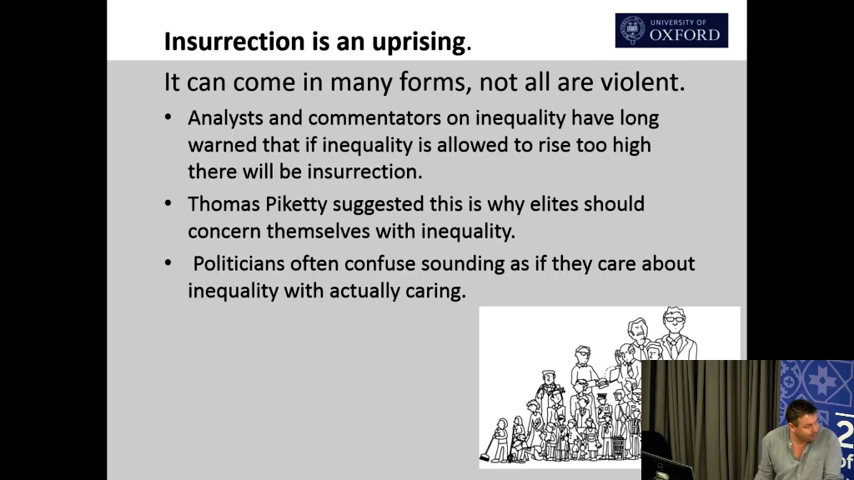 Insurrection is an uprising.
UNIVERSITY OF
OXFORD
It can come in many forms, not all are violent.
• Analysts and commentators on inequality have long
warned that if inequality is allowed to rise too high
there will be insurrection.
• Thomas Piketty suggested this is why elites should
concern themselves with inequality.
• Politicians often confuse sounding as if they care about
inequality with actually caring.
2
of